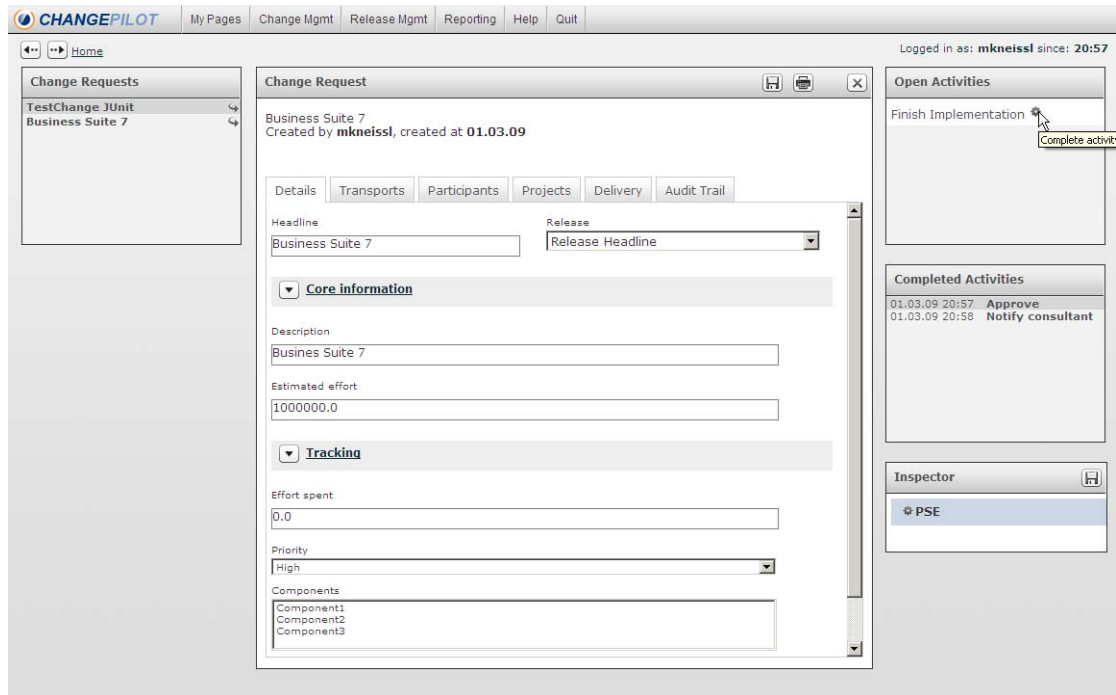 CHANGEPILOT My Pages Change Mgmt Release Mgmt Reporting Help Quit
Home
Logged in as: mkneissl since: 20:57
Change Requests
TestChange JUnit
Business Suite 7
Change Request
Business Suite 7
Created by mkneissl, created at 01.03.09
Details Transports Participants Projects Delivery Audit Trail
Headline
Business Suite 7
Release
Release Headline
Core information
Description
Busines Suite 7
Estimated effort
1000000.0
Tracking
Effort spent
0.0
Priority
High
Components
Component1
Component2
Component3
Open Activities
Finish Implementation
Complete activit
Completed Activities
01.03.09 20:57 Approve
01.03.09 20:58 Notify consultant
Inspector
PSE